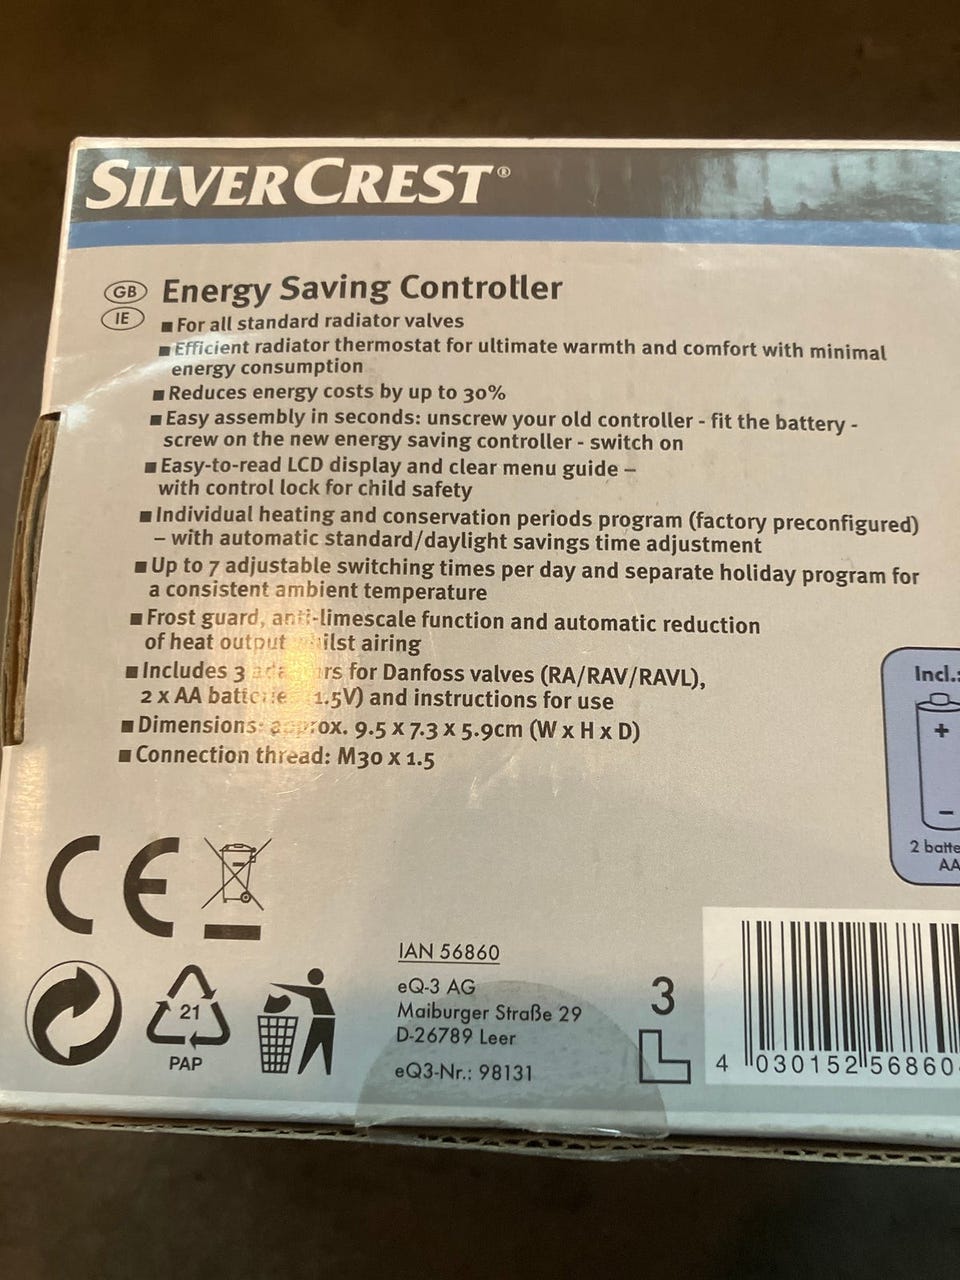 SILVERCREST®
GB Energy Saving Controller
IE
■ For all standard radiator valves
■ Efficient radiator thermostat for ultimate warmth and comfort with minimal
energy consumption
■ Reduces energy costs by up to 30%
■ Easy assembly in seconds: unscrew your old controller - fit the battery -
screw on the new energy saving controller - switch on
■ Easy-to-read LCD display and clear menu guide –
with control lock for child safety
■ Individual heating and conservation periods program (factory preconfigured)
– with automatic standard/daylight savings time adjustment
■ Up to 7 adjustable switching times per day and separate holiday program for
a consistent ambient temperature
■ Frost guard, anti-limescale function and automatic reduction
of heat output whilst airing
■ Includes 3 for Danfoss valves (RA/RAV/RAVL),
2 x AA (1.5V) and instructions for use
■ Dimensions: approx. 9.5 x 7.3 x 5.9cm (W x H x D)
■ Connection thread: M30 x 1.5
Incl.:
+
–
2 batte
AA
CE
21
PAP
IAN 56860
eQ-3 AG
Maiburger Straße 29
D-26789 Leer
eQ3-Nr.: 98131
3
L
4 030152 56860